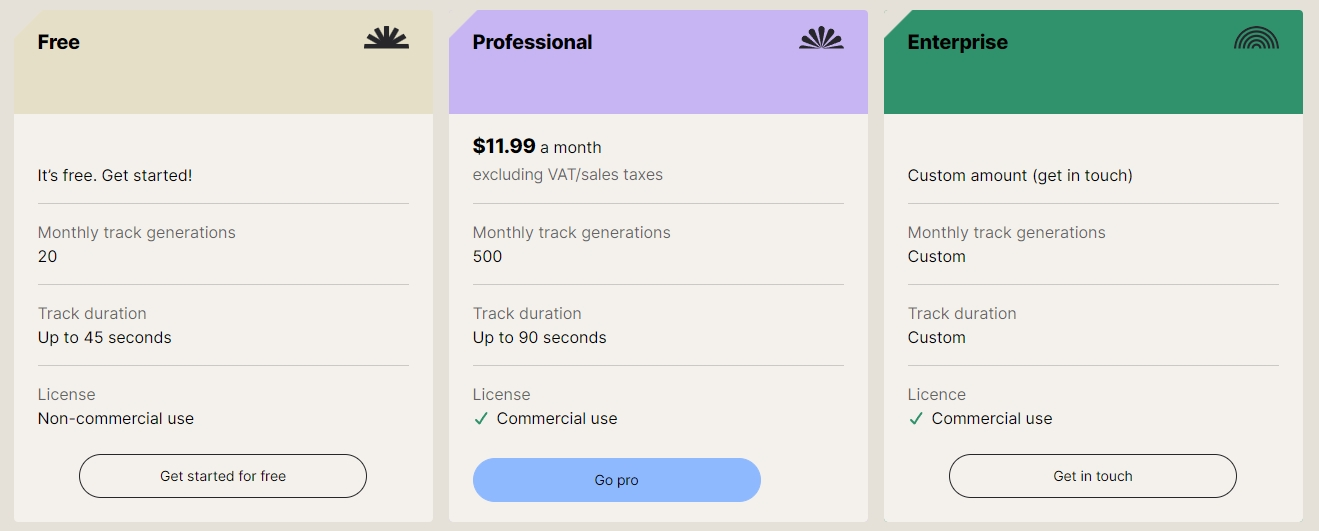 Free
It’s free. Get started!
Monthly track generations
20
Track duration
Up to 45 seconds
License
Non-commercial use
Get started for free
Professional
$11.99 a month
excluding VAT/sales taxes
Monthly track generations
500
Track duration
Up to 90 seconds
License
Commercial use
Go pro
Enterprise
Custom amount (get in touch)
Monthly track generations
Custom
Track duration
Custom
Licence
Commercial use
Get in touch